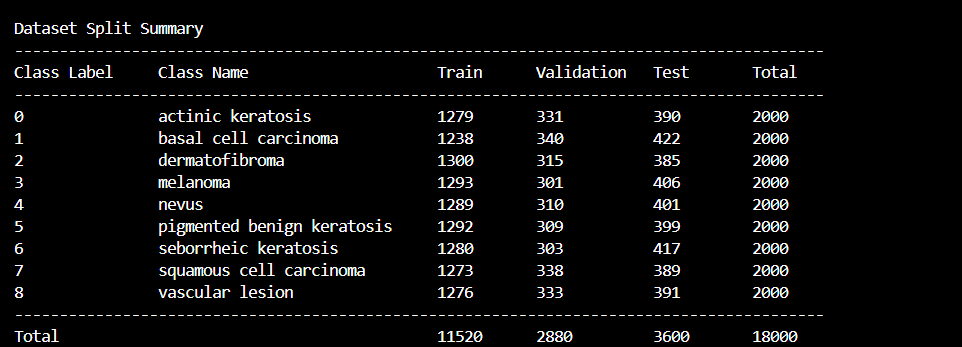 Dataset Split Summary
------------------------------------------------------------------------------------------
Class Label     Class Name                     Train      Validation   Test       Total
------------------------------------------------------------------------------------------
0               actinic keratosis              1279       331          390        2000
1               basal cell carcinoma           1238       340          422        2000
2               dermatofibroma                 1300       315          385        2000
3               melanoma                       1293       301          406        2000
4               nevus                          1289       310          401        2000
5               pigmented benign keratosis     1292       309          399        2000
6               seborrheic keratosis           1280       303          417        2000
7               squamous cell carcinoma        1273       338          389        2000
8               vascular lesion                1276       333          391        2000
------------------------------------------------------------------------------------------
Total                                          11520      2880         3600       18000